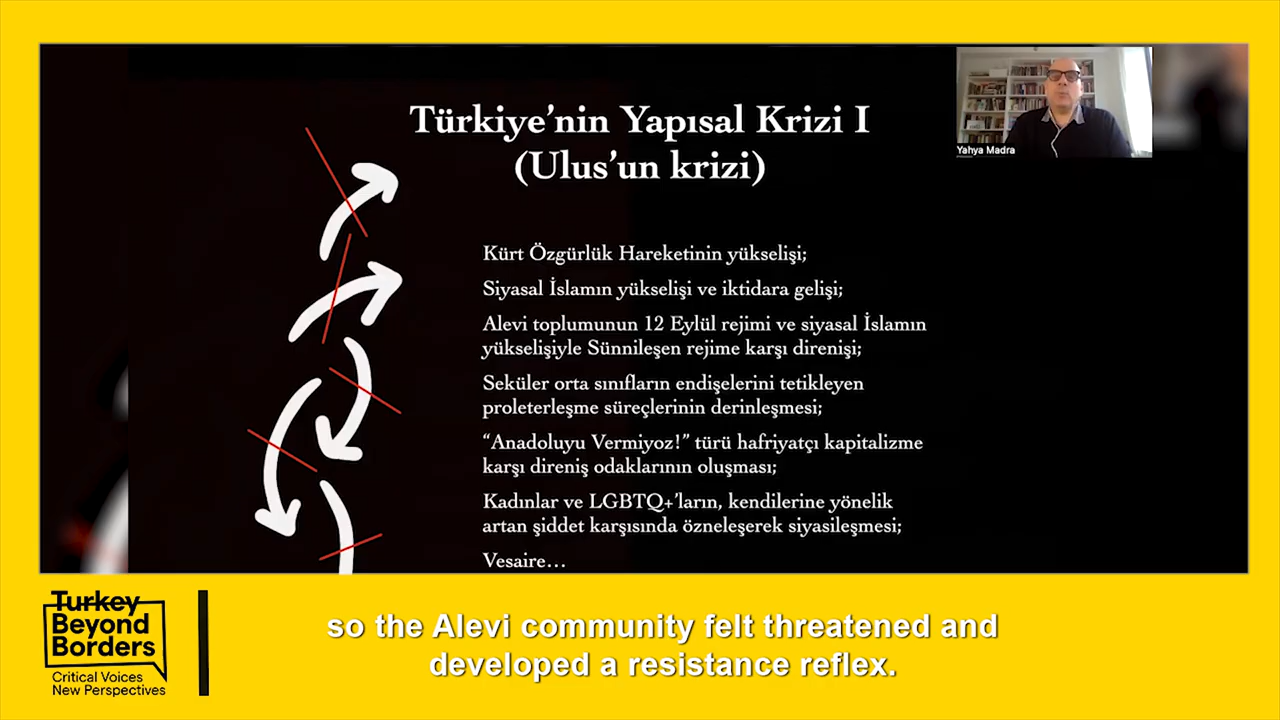 Türkiye’nin Yapısal Krizi I
(Ulus’un krizi)
Yahya Madra
Kürt Özgürlük Hareketinin yükselişi;
Siyasal İslamın yükselişi ve iktidara gelişi;
Alevi toplumunun 12 Eylül rejimi ve siyasal İslamın
yükselişiyle Sünnileşen rejime karşı direnişi;
Seküler orta sınıfların endişelerini tetikleyen
proleterleşme süreçlerinin derinleşmesi;
“Anadoluyu Vermiyoz!” türü hafriyatçı kapitalizme
karşı direniş odaklarının oluşması;
Kadınlar ve LGBTQ+’ların, kendilerine yönelik
artan şiddet karşısında özneleşerek siyasileşmesi;
Vesaire…
Turkey
Beyond
Borders
Critical Voices
New Perspectives
so the Alevi community felt threatened and
developed a resistance reflex.